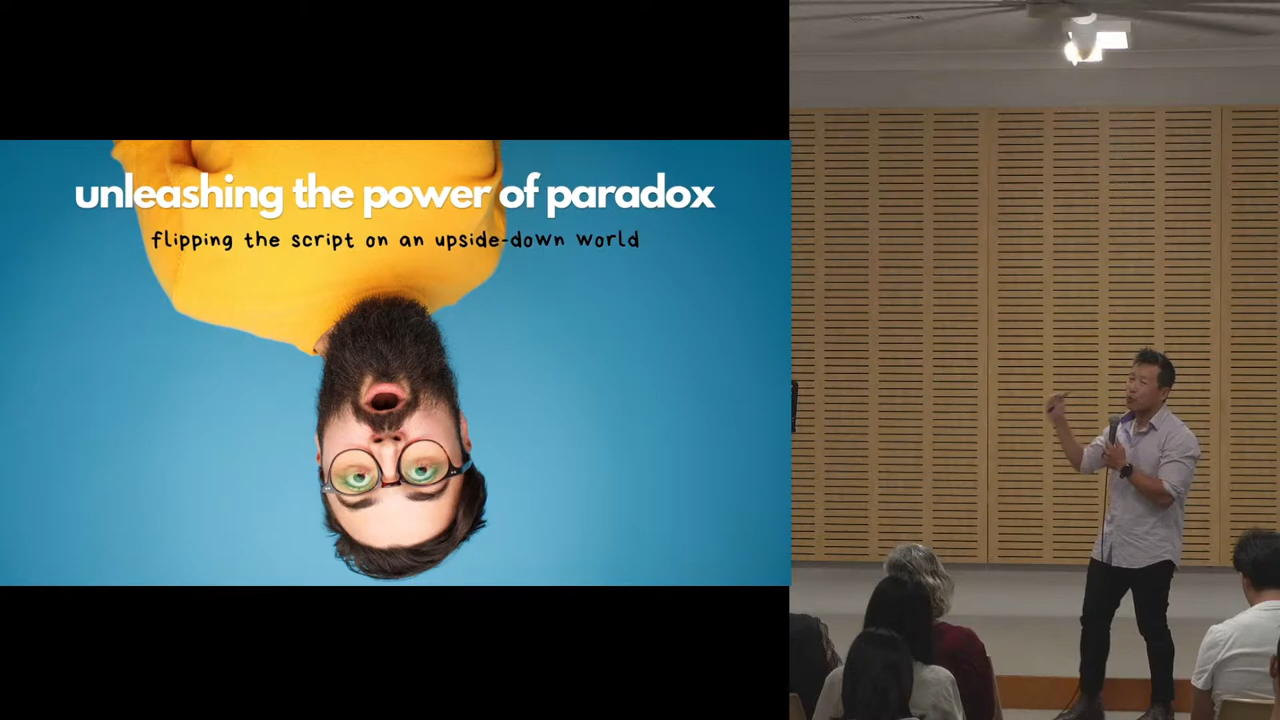 unleashing the power of paradox
flipping the script on an upside-down world